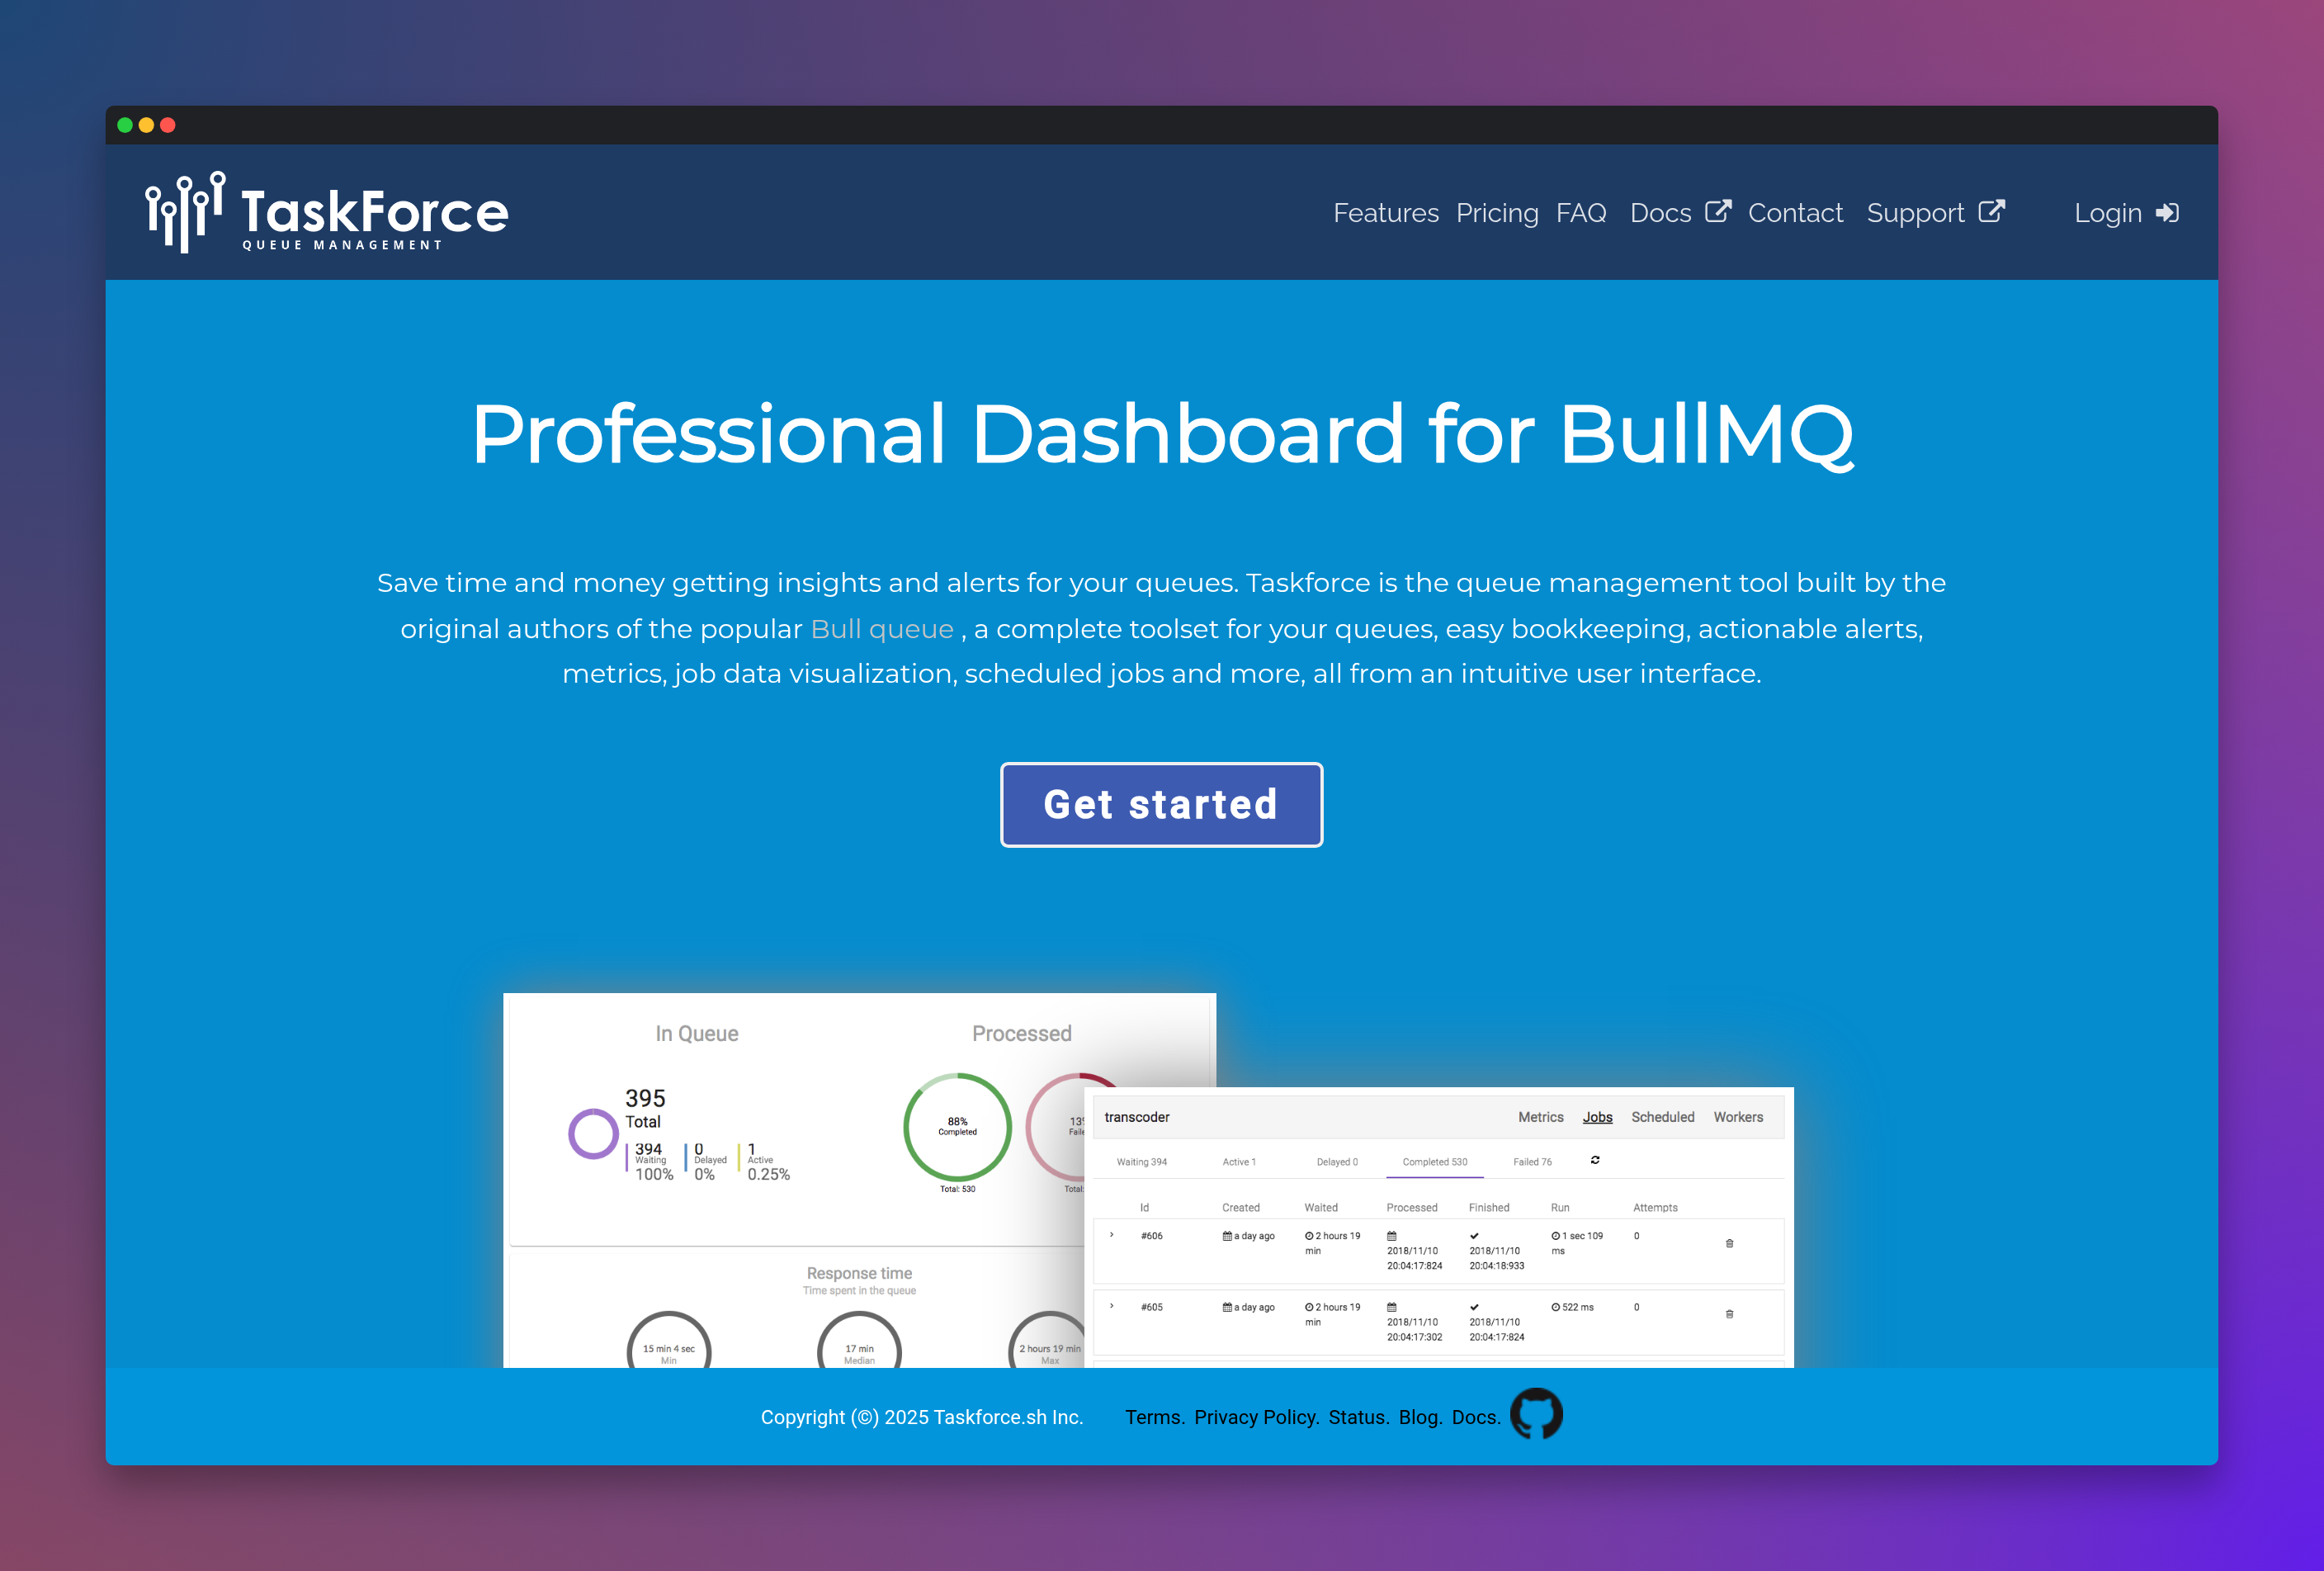 TaskForce
QUEUE MANAGEMENT
Features Pricing FAQ Docs Contact Support Login
Professional Dashboard for BullMQ
Save time and money getting insights and alerts for your queues. Taskforce is the queue management tool built by the
original authors of the popular Bull queue , a complete toolset for your queues, easy bookkeeping, actionable alerts,
metrics, job data visualization, scheduled jobs and more, all from an intuitive user interface.
Get started
In Queue
395
Total
394 0 1
Waiting Delayed Active
100% 0% 0.25%
Processed
88%
Completed
Total: 530
Total:
Response time
Time spent in the queue
15 min 4 sec
Min
17 min
Median
2 hours 19 min
Max
transcoder Metrics Jobs Scheduled Workers
Waiting 394 Active 1 Delayed 0 Completed 530 Failed 76
Id Created Waited Processed Finished Run Attempts
#606 a day ago 2 hours 19 1 sec 109 0
min 2018/11/10 2018/11/10 ms
20:04:17:824 20:04:18:933
#605 a day ago 2 hours 19 522 ms 0
min 2018/11/10 2018/11/10
20:04:17:302 20:04:17:824
Copyright (©) 2025 Taskforce.sh Inc. Terms. Privacy Policy. Status. Blog. Docs.